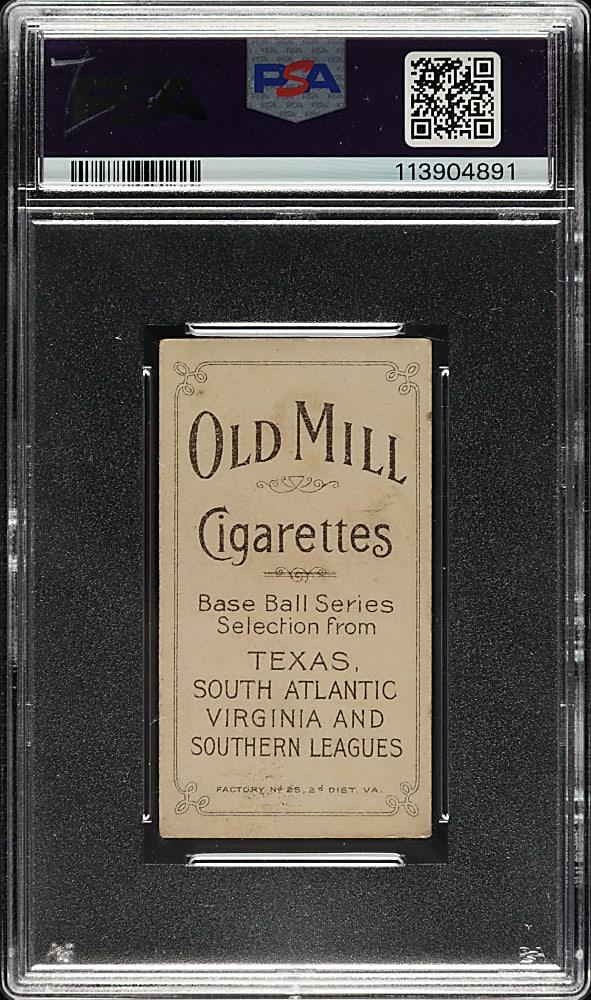 PSA
PSA
113904891
OLD MILL
Cigarettes
Base Ball Series
Selection from
TEXAS,
SOUTH ATLANTIC
VIRGINIA AND
SOUTHERN LEAGUES
FACTORY Nº 25, 2d DIST. VA.